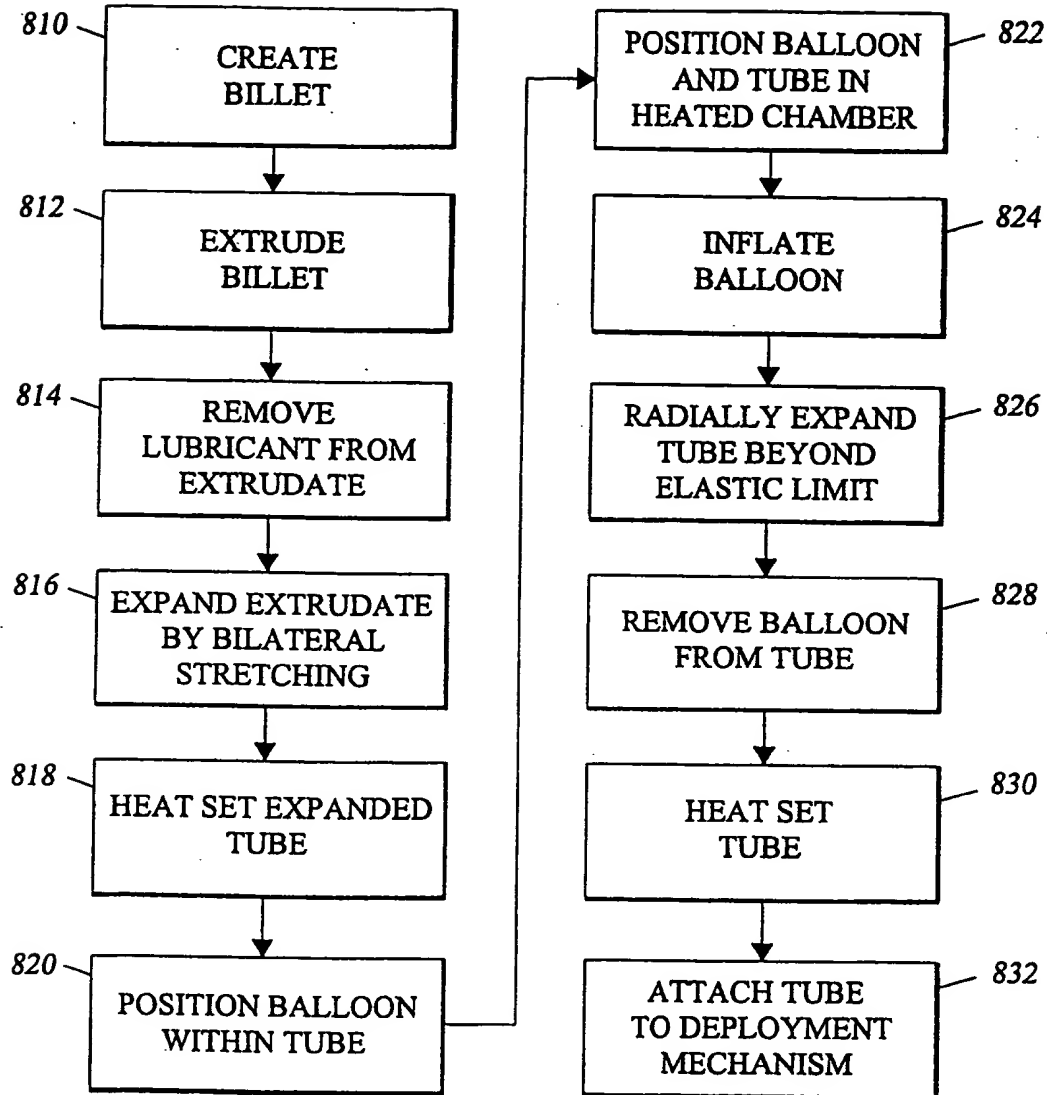 810
CREATE
BILLET
812
EXTRUDE
BILLET
814
REMOVE
LUBRICANT FROM
EXTRUDATE
816
EXPAND EXTRUDATE
BY BILATERAL
STRETCHING
818
HEAT SET EXPANDED
TUBE
820
POSITION BALLOON
WITHIN TUBE
822
POSITION BALLOON
AND TUBE IN
HEATED CHAMBER
824
INFLATE
BALLOON
826
RADIALLY EXPAND
TUBE BEYOND
ELASTIC LIMIT
828
REMOVE BALLOON
FROM TUBE
830
HEAT SET
TUBE
832
ATTACH TUBE
TO DEPLOYMENT
MECHANISM